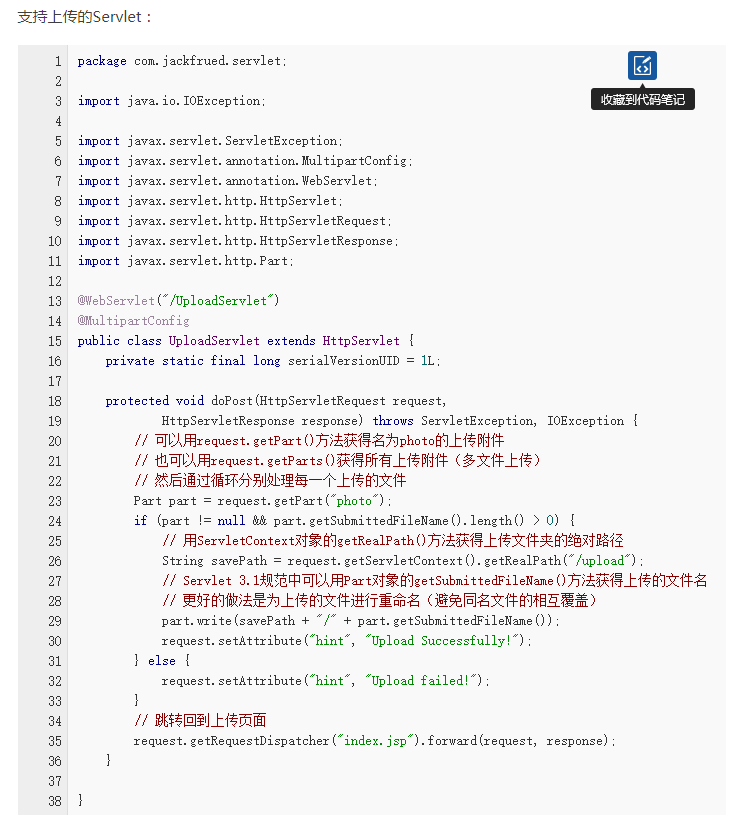 支持上传的Servlet：
收藏到代码笔记
1 package com.jackfrued.servlet;
2
3 import java.io.IOException;
4
5 import javax.servlet.ServletException;
6 import javax.servlet.annotation.MultipartConfig;
7 import javax.servlet.annotation.WebServlet;
8 import javax.servlet.http.HttpServlet;
9 import javax.servlet.http.HttpServletRequest;
10 import javax.servlet.http.HttpServletResponse;
11 import javax.servlet.http.Part;
12
13 @WebServlet("/UploadServlet")
14 @MultipartConfig
15 public class UploadServlet extends HttpServlet {
16     private static final long serialVersionUID = 1L;
17
18     protected void doPost(HttpServletRequest request,
19             HttpServletResponse response) throws ServletException, IOException {
20         // 可以用request.getPart()方法获得名为photo的上传附件
21         // 也可以用request.getParts()获得所有上传附件（多文件上传）
22         // 然后通过循环分别处理每一个上传的文件
23         Part part = request.getPart("photo");
24         if (part != null && part.getSubmittedFileName().length() > 0) {
25             // 用ServletContext对象的getRealPath()方法获得上传文件夹的绝对路径
26             String savePath = request.getServletContext().getRealPath("/upload");
27             // Servlet 3.1规范中可以用Part对象的getSubmittedFileName()方法获得上传的文件名
28             // 更好的做法是为上传的文件进行重命名（避免同名文件的相互覆盖）
29             part.write(savePath + "/" + part.getSubmittedFileName());
30             request.setAttribute("hint", "Upload Successfully!");
31         } else {
32             request.setAttribute("hint", "Upload failed!");
33         }
34         // 跳转回到上传页面
35         request.getRequestDispatcher("index.jsp").forward(request, response);
36     }
37
38 }